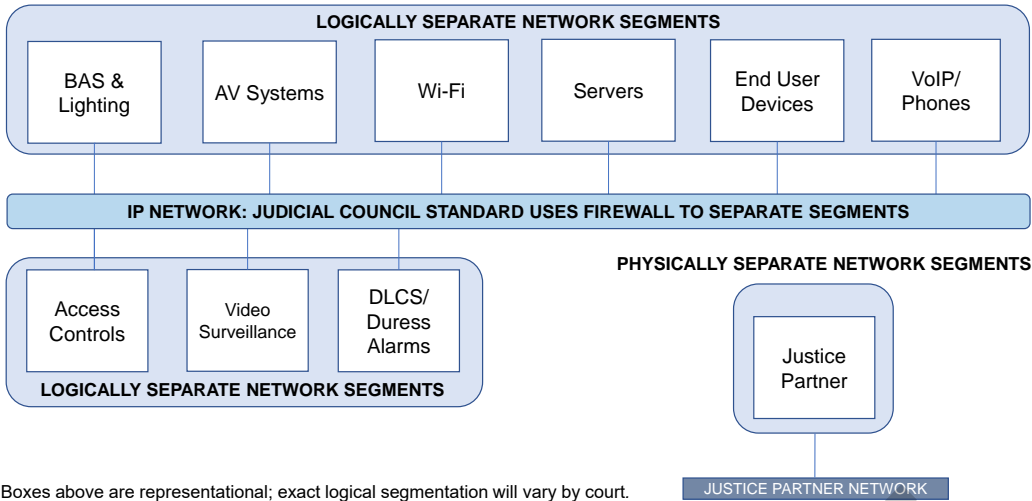 LOGICALLY SEPARATE NETWORK SEGMENTS
BAS &
Lighting
AV Systems
Wi-Fi
Servers
End User
Devices
VoIP/
Phones
IP NETWORK: JUDICIAL COUNCIL STANDARD USES FIREWALL TO SEPARATE SEGMENTS
Access
Controls
Video
Surveillance
DLCS/
Duress
Alarms
LOGICALLY SEPARATE NETWORK SEGMENTS
PHYSICALLY SEPARATE NETWORK SEGMENTS
Justice
Partner
JUSTICE PARTNER NETWORK
Boxes above are representational; exact logical segmentation will vary by court.